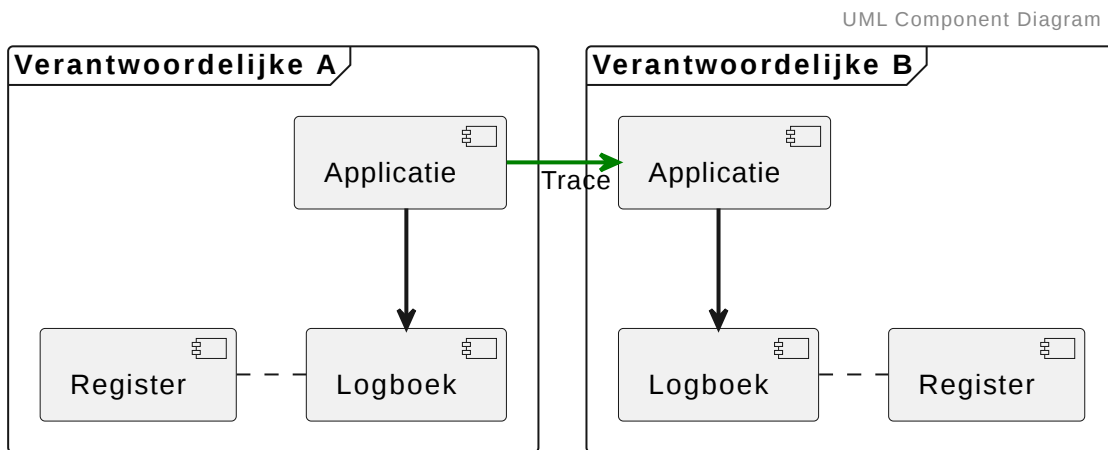 UML Component Diagram
Verantwoordelijke A
Verantwoordelijke B
Applicatie
Trace
Applicatie
Register
Logboek
Logboek
Register